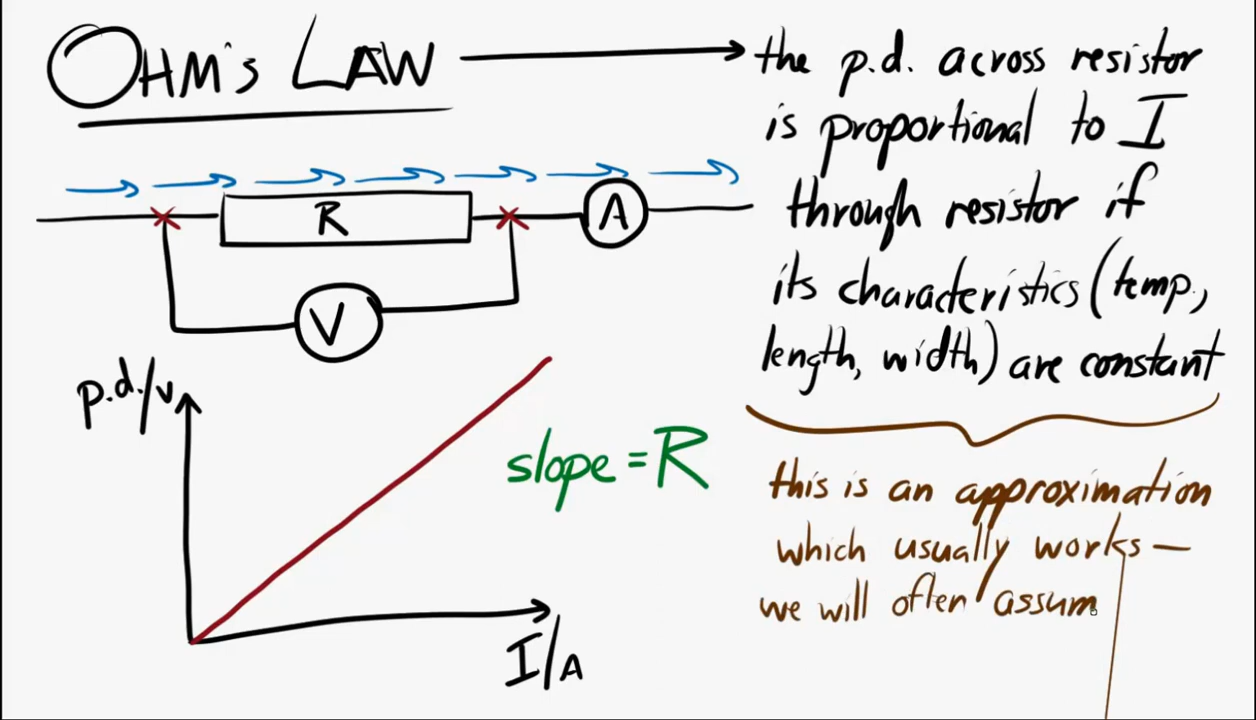 OHM's LAW
the p.d. across resistor
is proportional to I
through resistor if
its characteristics (temp.,
length, width) are constant
R
A
V
p.d./v
slope = R
I/A
this is an approximation
which usually works —
we will often assum